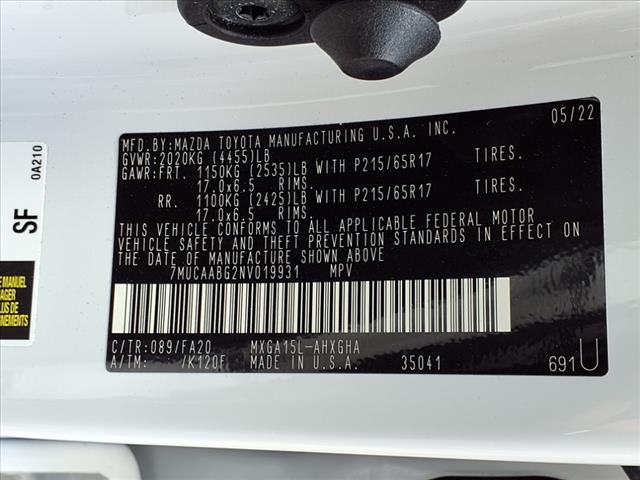 MFD.BY:MAZDA TOYOTA MANUFACTURING U.S.A. INC. 05/22
GVWR:2020KG (4455)LB
GAWR:FRT. 1150KG (2535)LB WITH P215/65R17 TIRES.
17.0x6.5 RIMS.
RR. 1100KG (2425)LB WITH P215/65R17 TIRES.
17.0x6.5 RIMS.
THIS VEHICLE CONFORMS TO ALL APPLICABLE FEDERAL MOTOR
VEHICLE SAFETY AND THEFT PREVENTION STANDARDS IN EFFECT ON
THE DATE OF MANUFACTURE SHOWN ABOVE
7MUCAABG2NV019931 MPV
C/TR:089/FA20 MXGA15L-AHXGHA
A/TM: /K120F MADE IN U.S.A. 35041 691U
0A210
SF
LUS DE